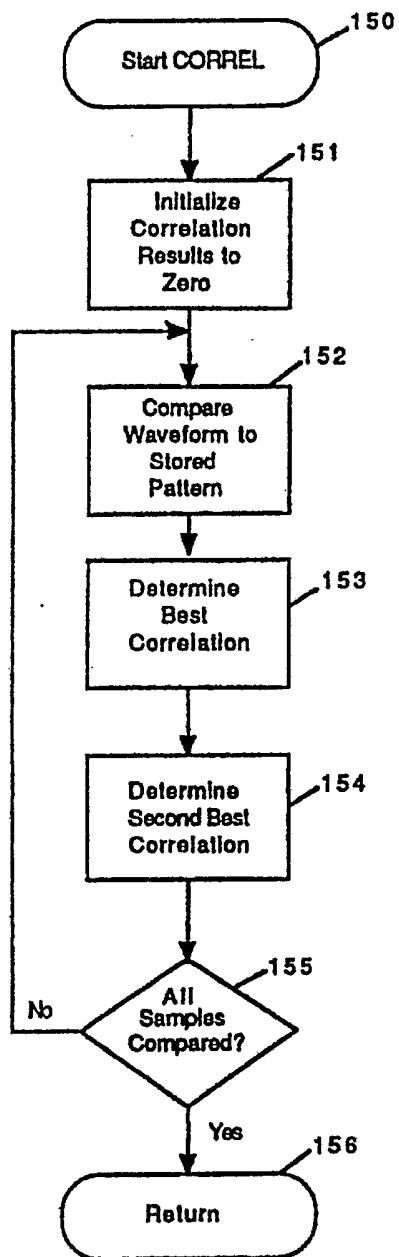 150
Start CORREL
151
Initialize
Correlation
Results to
Zero
152
Compare
Waveform to
Stored
Pattern
153
Determine
Best
Correlation
154
Determine
Second Best
Correlation
155
All
Samples
Compared?
No
Yes
156
Return